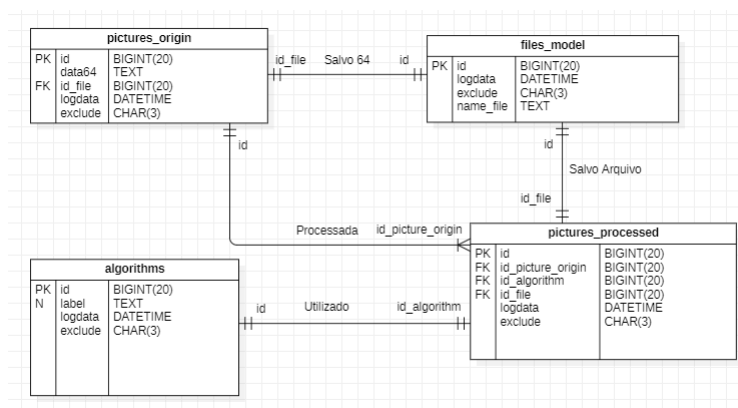 pictures_origin
PK id BIGINT(20)
data64 TEXT
FK id_file BIGINT(20)
logdata DATETIME
exclude CHAR(3)
id_file Salvo 64 id
files_model
PK id BIGINT(20)
logdata DATETIME
exclude CHAR(3)
name_file TEXT
id
id
Salvo Arquivo
id_file
Processada id_picture_origin
pictures_processed
PK id BIGINT(20)
FK id_picture_origin BIGINT(20)
FK id_algorithm BIGINT(20)
FK id_file BIGINT(20)
logdata DATETIME
exclude CHAR(3)
algorithms
PK id BIGINT(20)
N label TEXT
logdata DATETIME
exclude CHAR(3)
id Utilizado id_algorithm